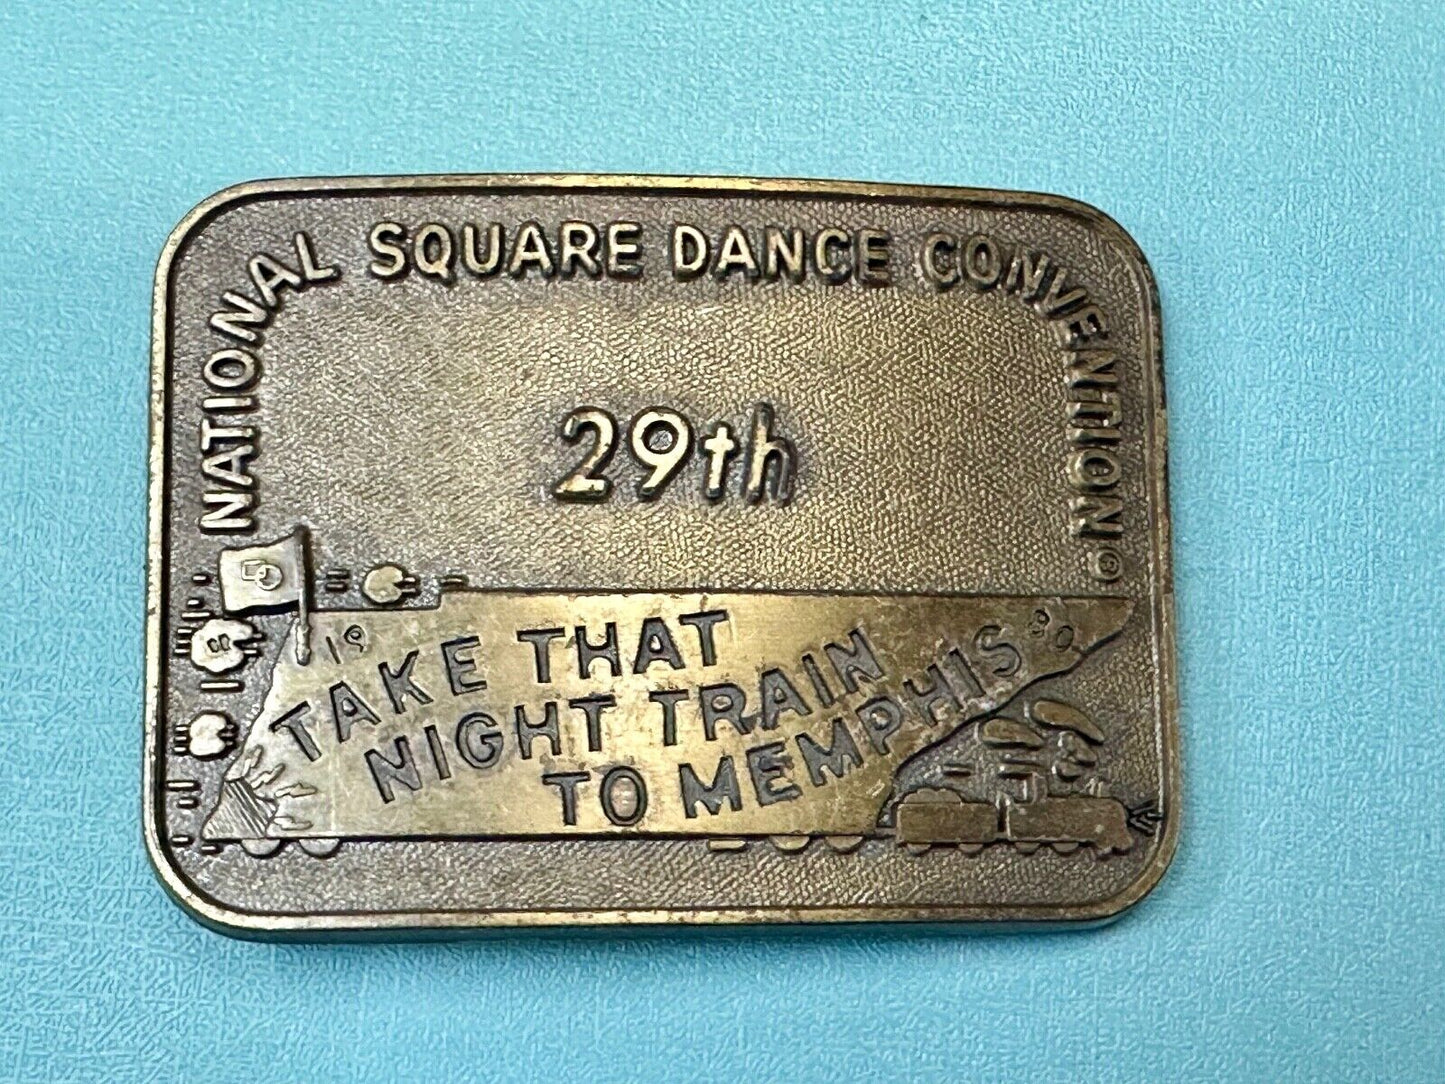 NATIONAL SQUARE DANCE CONVENTION®
29th
19 80
TAKE THAT
NIGHT TRAIN
TO MEMPHIS